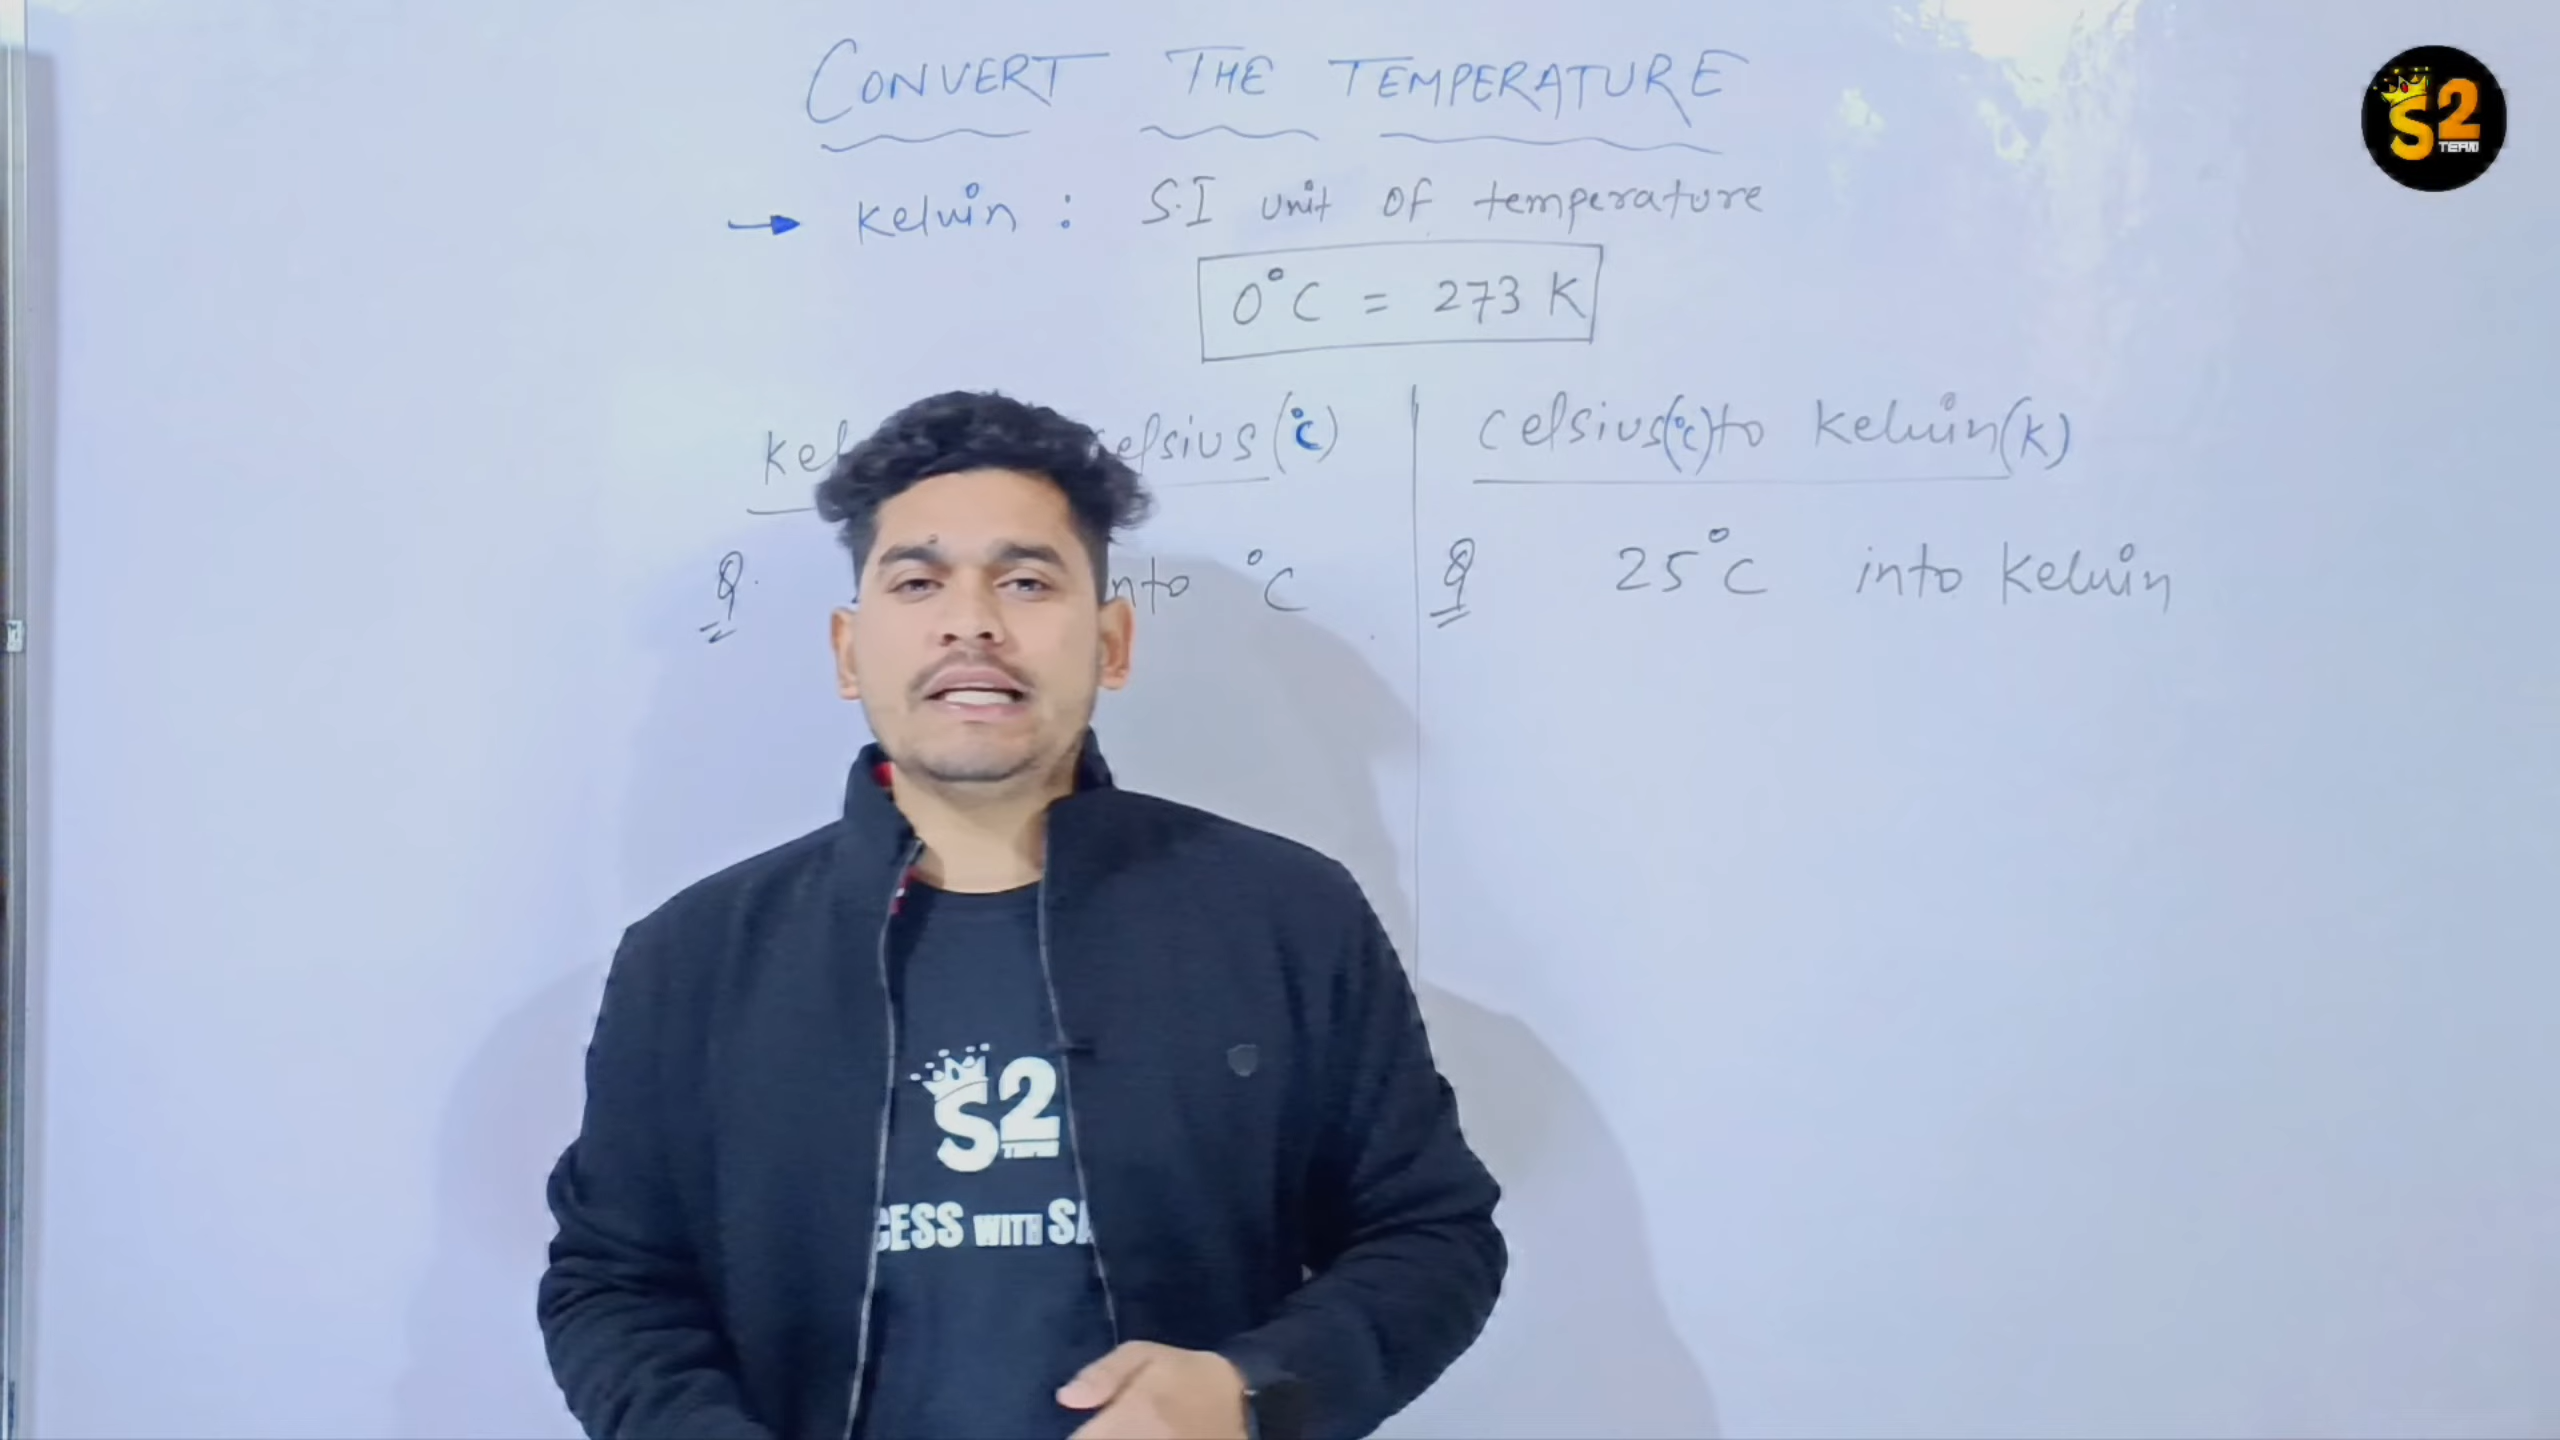 CONVERT THE TEMPERATURE
→ Kelvin : S.I unit of temperature
0°C = 273 K
Celsius (°C)
Q. into °C
Celsius(°C) to Kelvin (K)
Q 25°C into Kelvin
S2
TEAM
S2
TEAM
CESS WITH SA